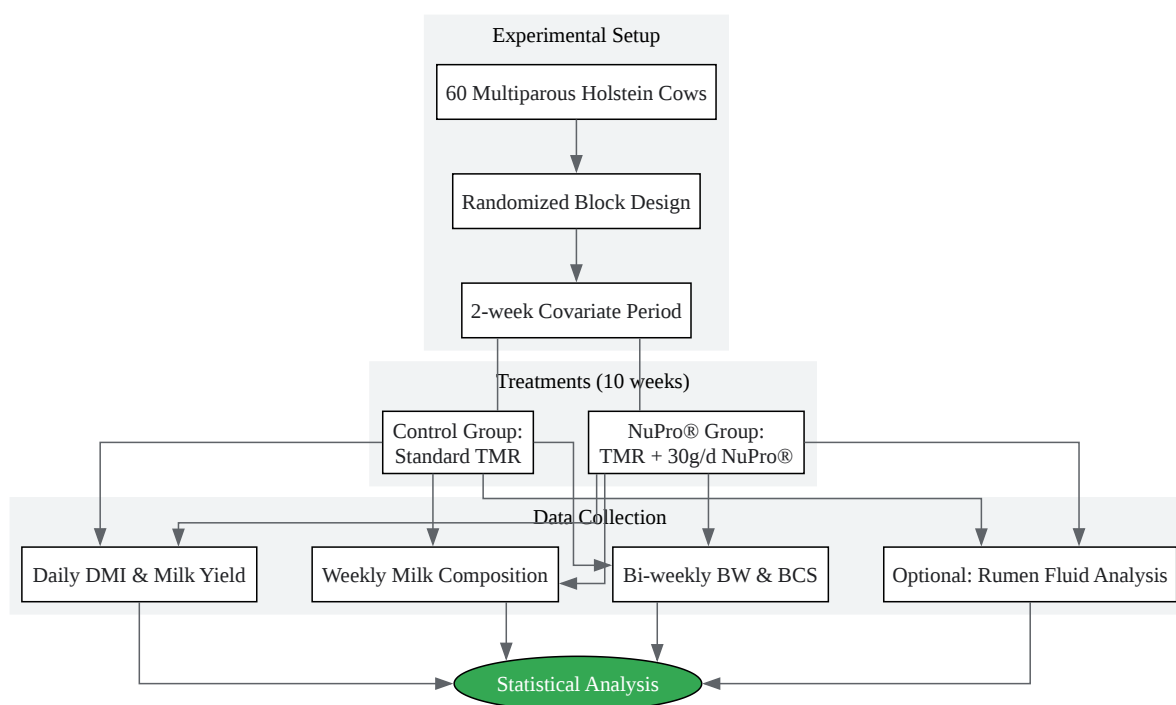 Experimental Setup
60 Multiparous Holstein Cows
Randomized Block Design
2-week Covariate Period
Treatments (10 weeks)
Control Group:
Standard TMR
NuPro® Group:
TMR + 30g/d NuPro®
Data Collection
Daily DMI & Milk Yield
Weekly Milk Composition
Bi-weekly BW & BCS
Optional: Rumen Fluid Analysis
Statistical Analysis